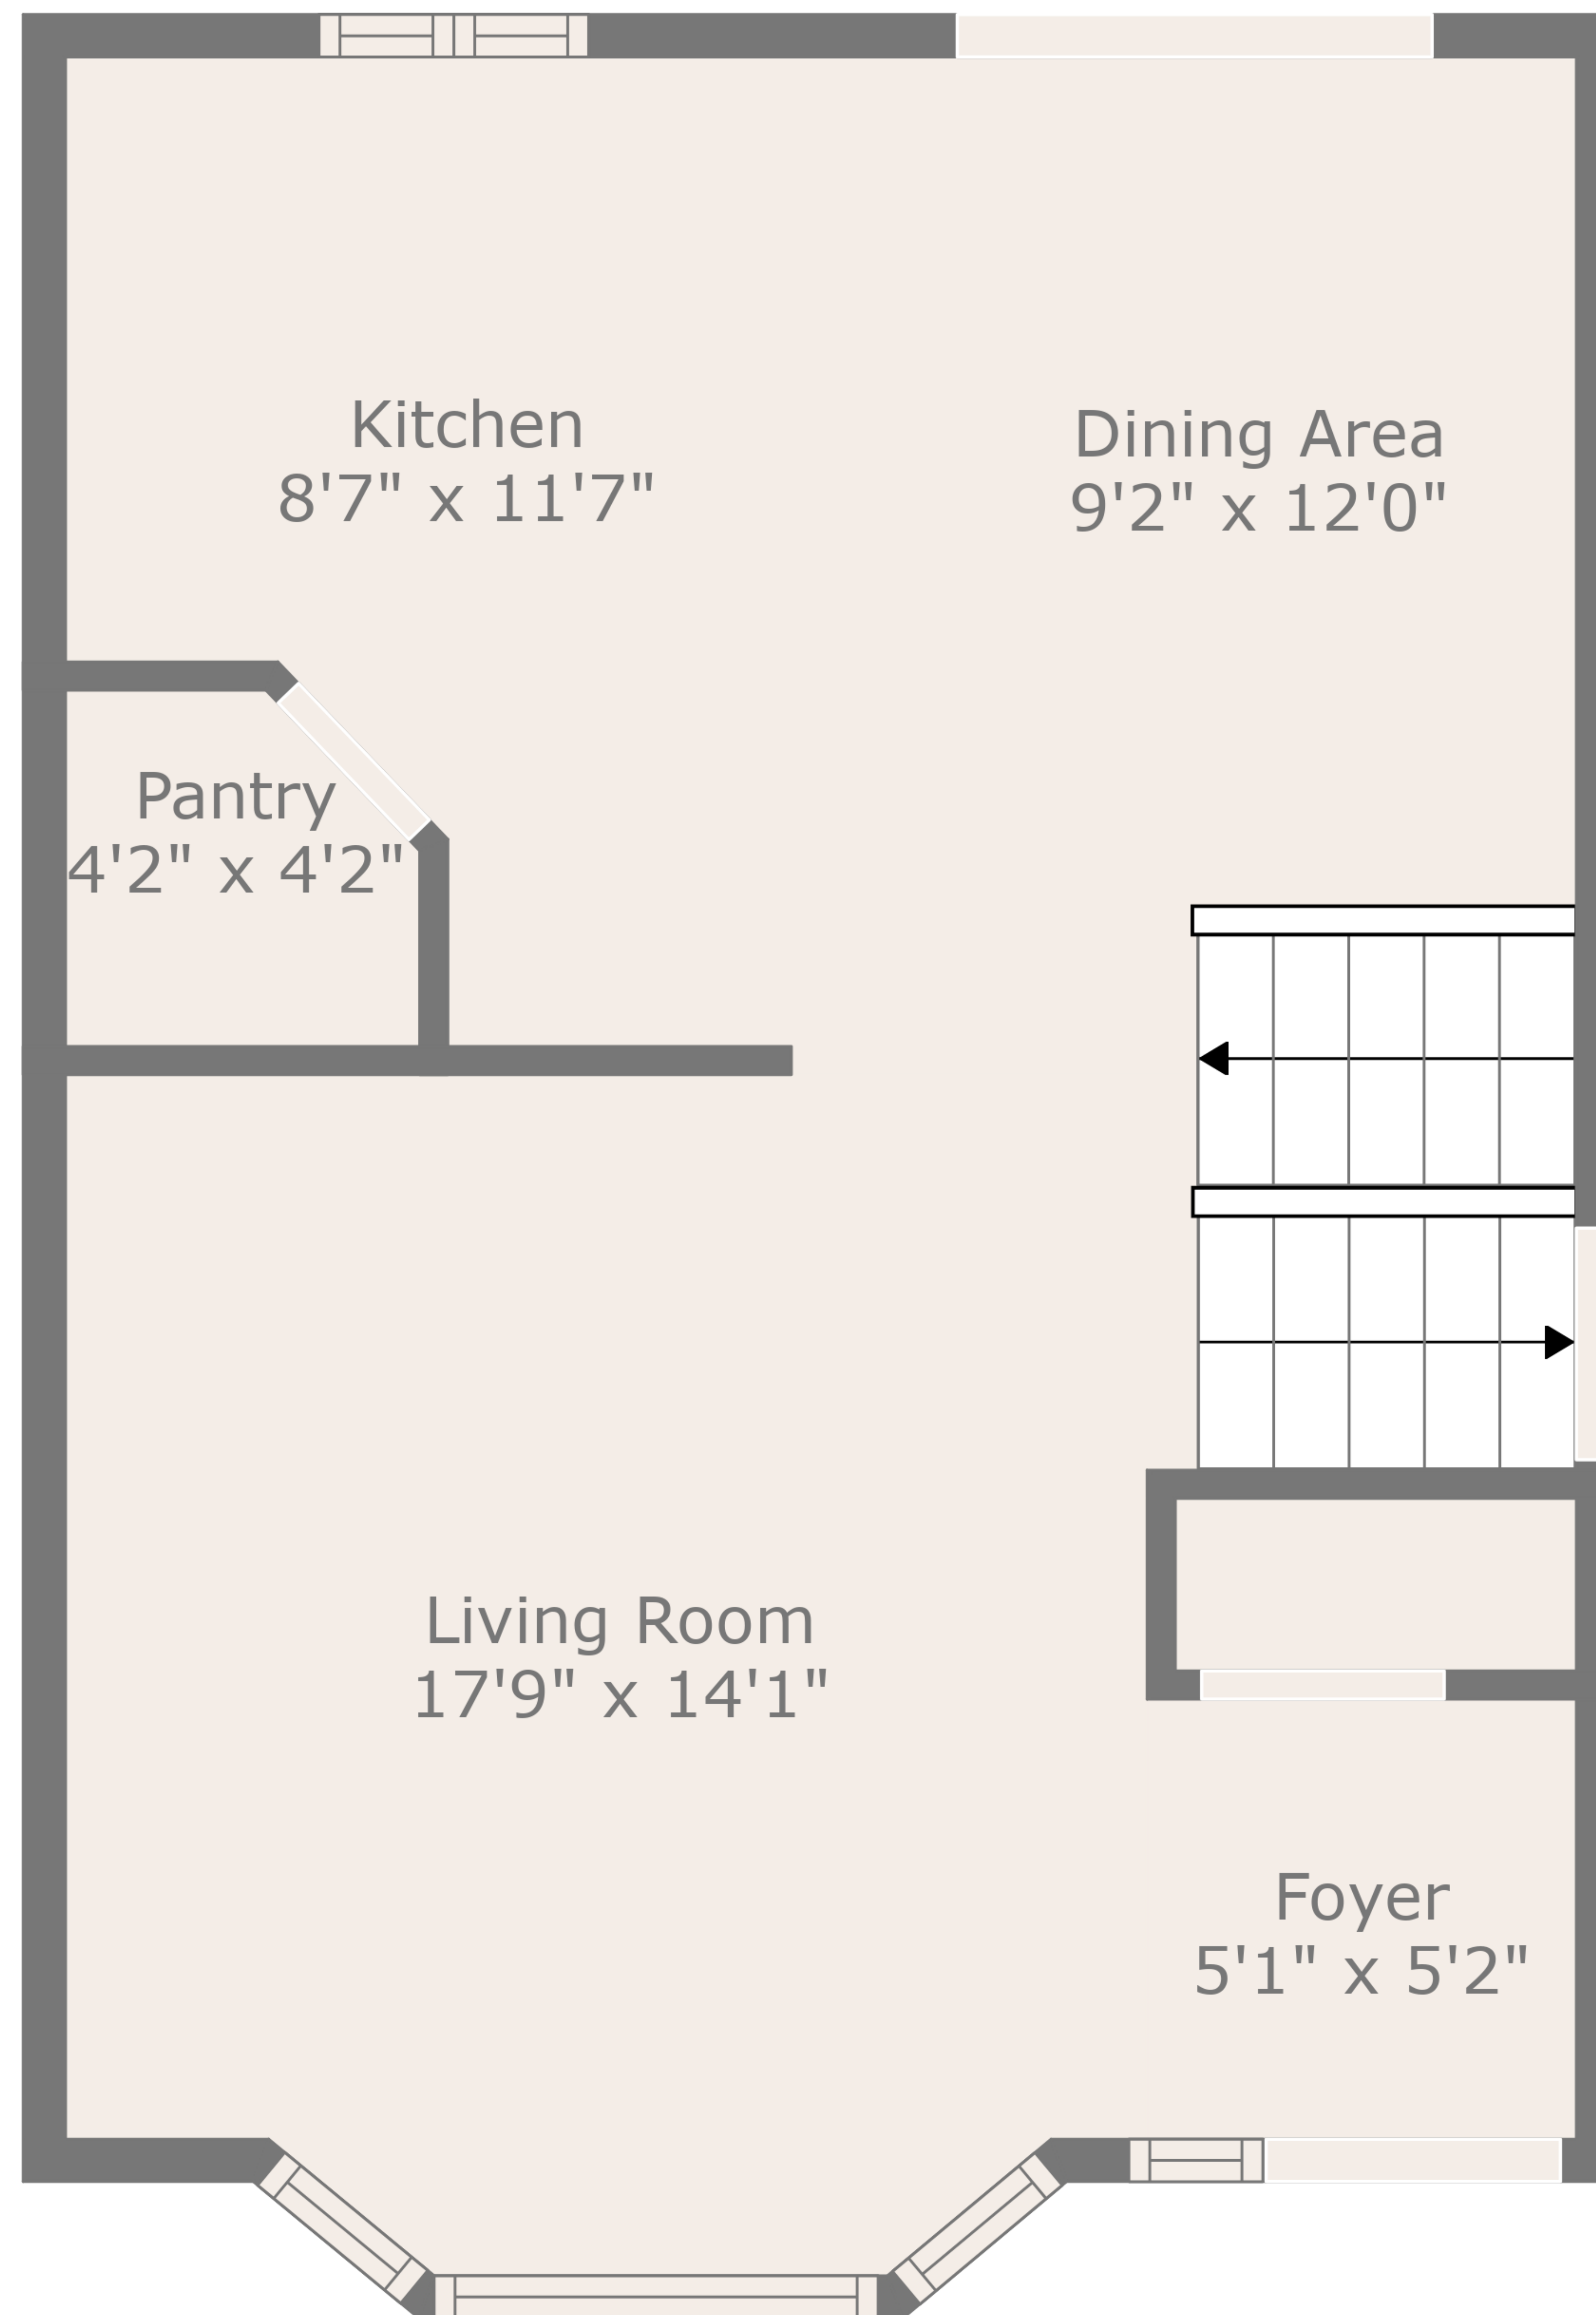 Kitchen
8'7" x 11'7"
Dining Area
9'2" x 12'0"
Pantry
4'2" x 4'2"
Living Room
17'9" x 14'1"
Foyer
5'1" x 5'2"